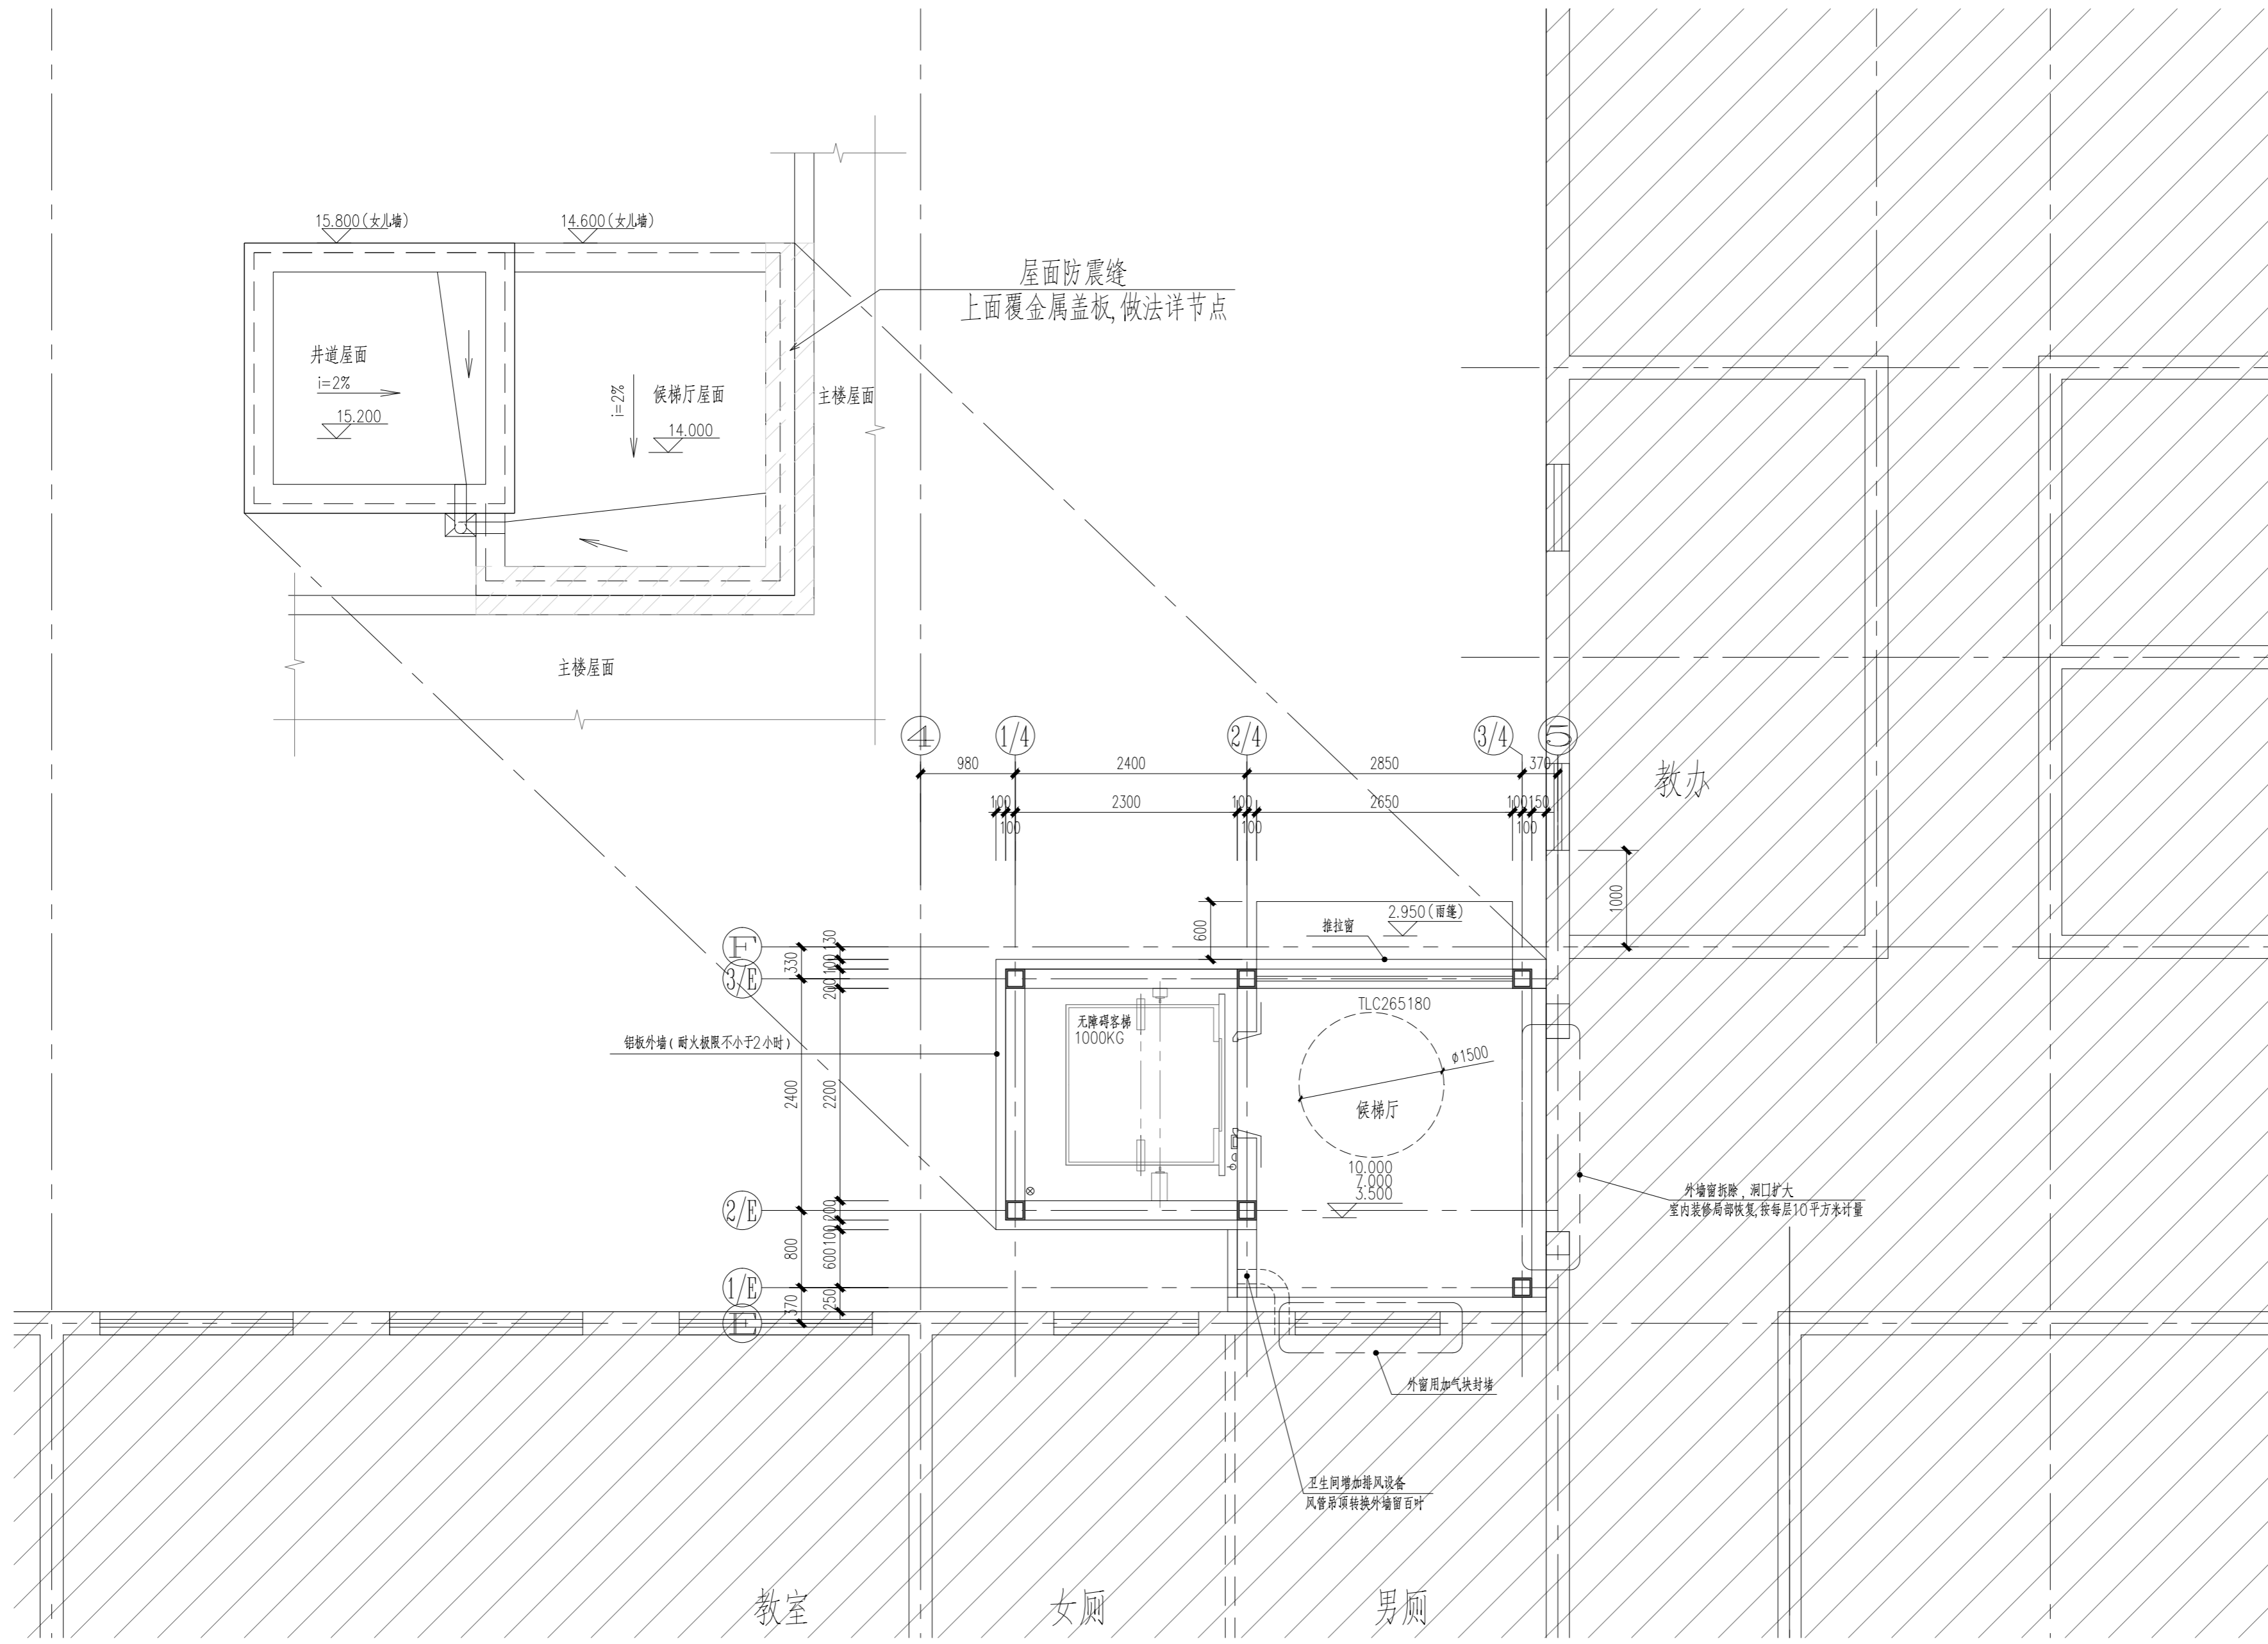 15.800(女儿墙)
14.600(女儿墙)
屋面防震缝
上面覆金属盖板,做法详节点
井道屋面
i=2%
15.200
i=2%
候梯厅屋面
14.000
主楼屋面
主楼屋面
4
1/4
2/4
3/4
5
980
2400
2850
370
100
2300
100
2650
100
150
100
100
100
教办
1000
600
推拉窗
2.950(雨篷)
F
3/E
2/E
1/E
E
330
2400
800
370
130
100
100
200
2200
200
100
600
250
铝板外墙(耐火极限不小于2小时)
无障碍客梯
1000KG
TLC265180
ø1500
候梯厅
10.000
7.000
3.500
外墙窗拆除,洞口扩大
室内装修局部恢复,按每层10平方米计量
外窗用加气块封堵
卫生间增加排风设备
风管吊顶转换外墙留百叶
教室
女厕
男厕